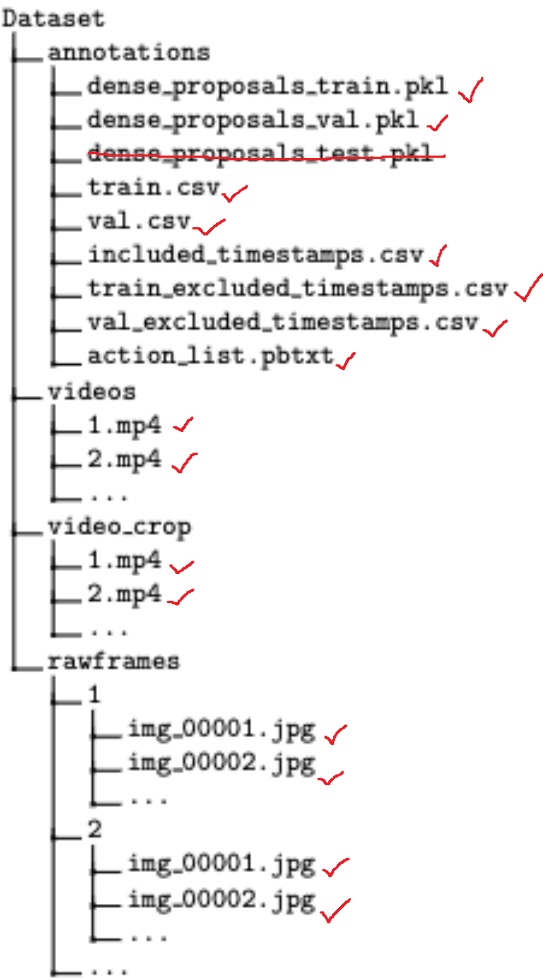 Dataset
annotations
dense_proposals_train.pkl
dense_proposals_val.pkl
dense_proposals_test.pkl
train.csv
val.csv
included_timestamps.csv
train_excluded_timestamps.csv
val_excluded_timestamps.csv
action_list.pbtxt
videos
1.mp4
2.mp4
...
video_crop
1.mp4
2.mp4
...
rawframes
1
img_00001.jpg
img_00002.jpg
...
2
img_00001.jpg
img_00002.jpg
...
...